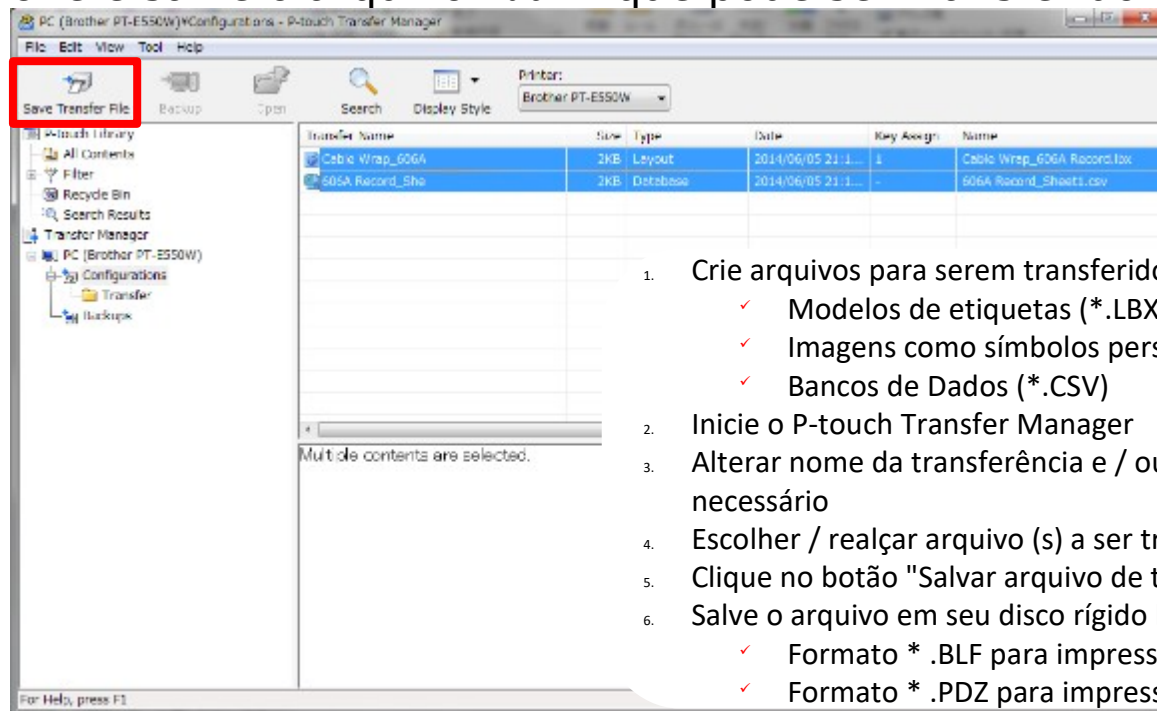 PC (Brother PT-E550W)¥Configurations - P-touch Transfer Manager
File Edit View Tool Help
Save Transfer File Backup Open Search Display Style
Printer:
Brother PT-E550W
P-touch Library
All Contents
Filter
Recycle Bin
Search Results
Transfer Manager
PC (Brother PT-E550W)
Configurations
Transfer
Backups
Transfer Name Size Type Date Key Assign Name
Cable Wrap_606A 2KB Layout 2014/06/05 21:1... 1 Cable Wrap_606A Record.lbx
606A Record_She 2KB Database 2014/06/05 21:1... - 606A Record_Sheet1.csv
Multiple contents are selected.
For Help, press F1
1. Crie arquivos para serem transferido
✓ Modelos de etiquetas (*.LBX
✓ Imagens como símbolos pers
✓ Bancos de Dados (*.CSV)
2. Inicie o P-touch Transfer Manager
3. Alterar nome da transferência e / ou
necessário
4. Escolher / realçar arquivo (s) a ser tr
5. Clique no botão "Salvar arquivo de t
6. Salve o arquivo em seu disco rígido
✓ Formato * .BLF para impress
✓ Formato * .PDZ para impress